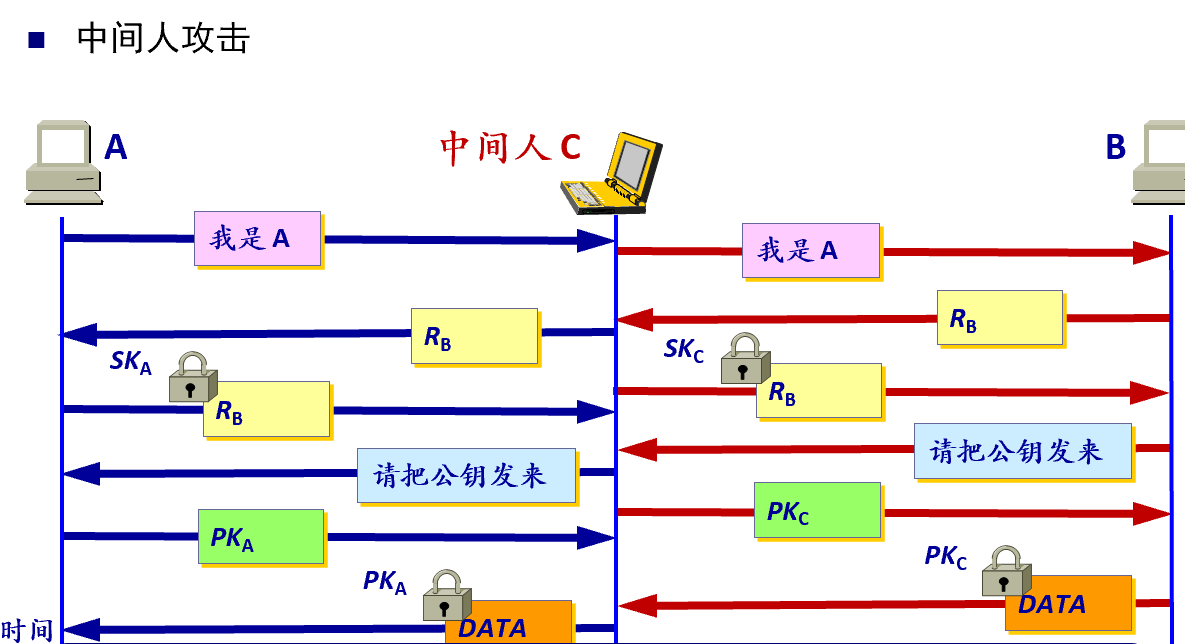 中间人攻击
A
中间人 C
B
我是 A
我是 A
R_B
R_B
SK_A
R_B
SK_C
R_B
请把公钥发来
请把公钥发来
PK_A
PK_C
PK_A
DATA
PK_C
DATA
时间